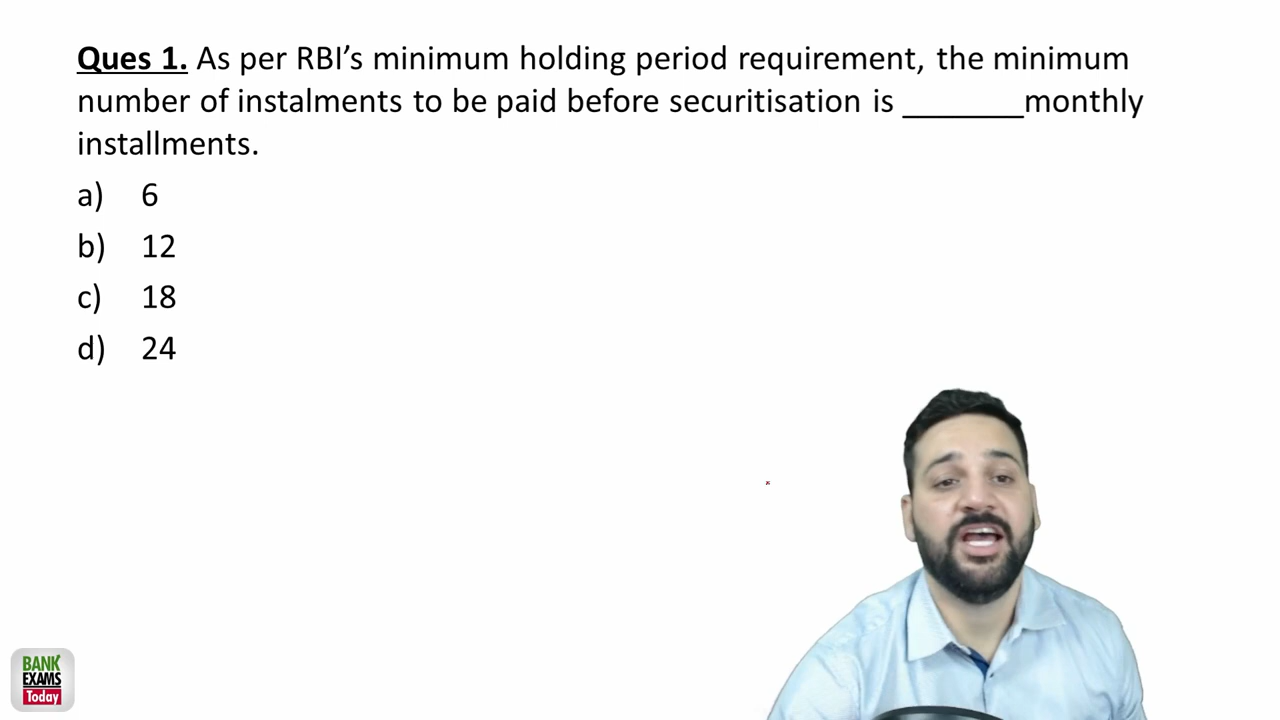 Ques 1. As per RBI’s minimum holding period requirement, the minimum
number of instalments to be paid before securitisation is _______monthly
installments.
a) 6
b) 12
c) 18
d) 24
BANK
EXAMS
Today